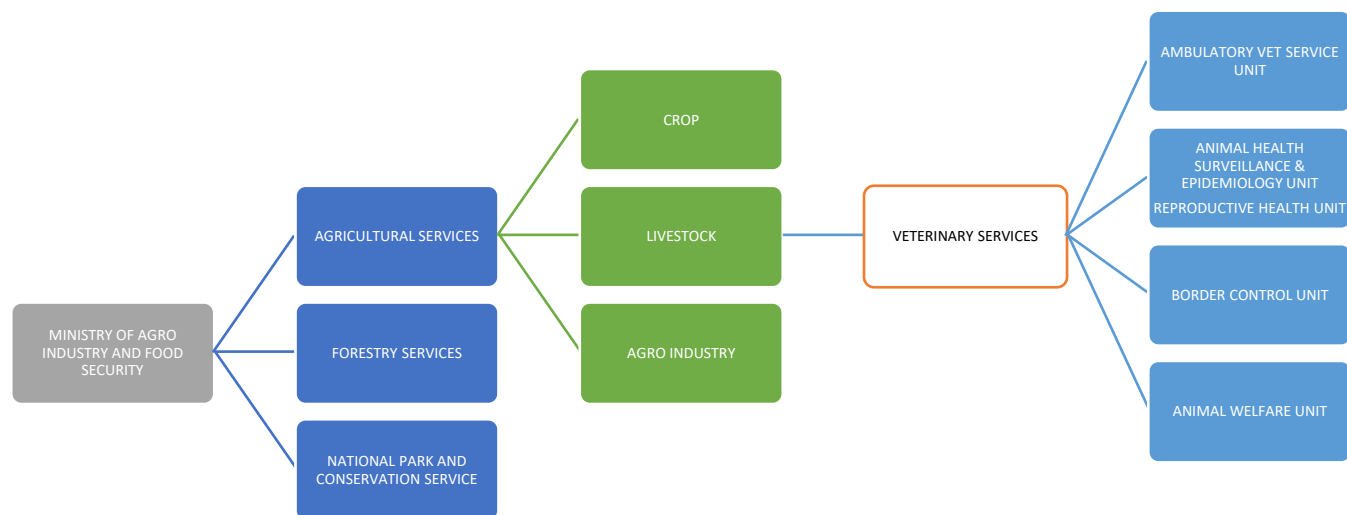 MINISTRY OF AGRO
INDUSTRY AND FOOD
SECURITY
AGRICULTURAL SERVICES
FORESTRY SERVICES
NATIONAL PARK AND
CONSERVATION SERVICE
CROP
LIVESTOCK
AGRO INDUSTRY
VETERINARY SERVICES
AMBULATORY VET SERVICE
UNIT
ANIMAL HEALTH
SURVEILLANCE &
EPIDEMIOLOGY UNIT
REPRODUCTIVE HEALTH UNIT
BORDER CONTROL UNIT
ANIMAL WELFARE UNIT